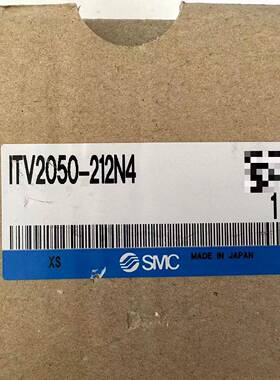 ITV2050-212N4
1
XS SMC MADE IN JAPAN